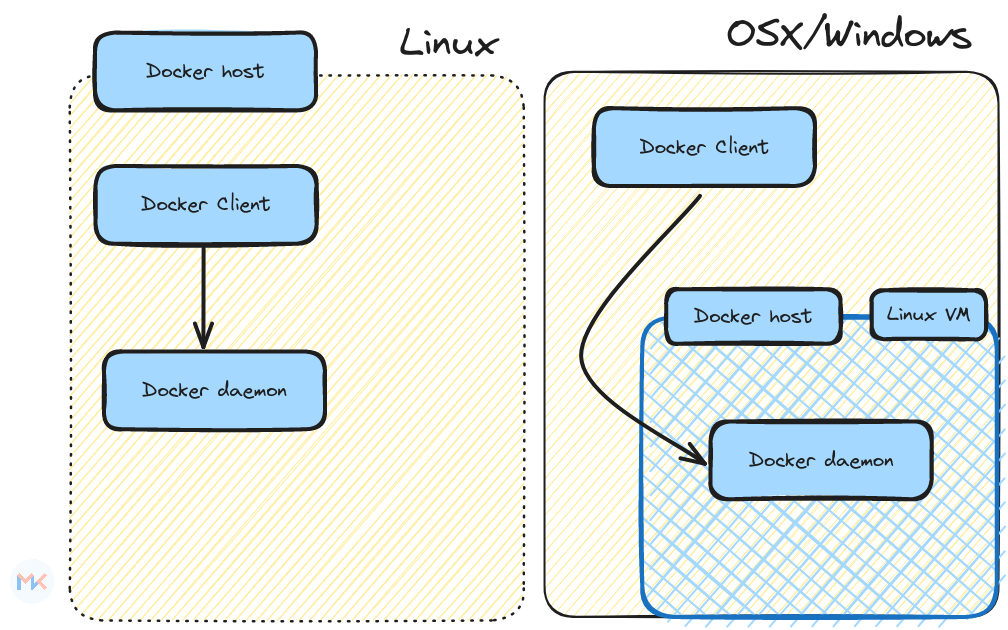 Linux
Docker host
Docker Client
Docker daemon
OSX/Windows
Docker Client
Docker host
Linux VM
Docker daemon
MK